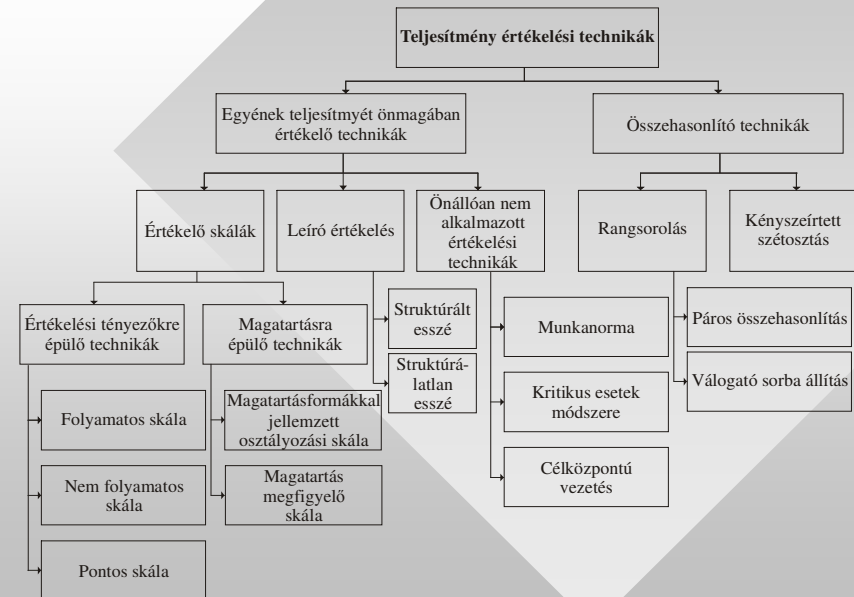 Teljesítmény értékelési technikák
Egyének teljesítmyét önmagában
értékelő technikák
Összehasonlító technikák
Értékelő skálák
Leíró értékelés
Önállóan nem
alkalmazott
értékelési
technikák
Rangsorolás
Kényszeírtett
szétosztás
Értékelési tényezőkre
épülő technikák
Magatartásra
épülő technikák
Struktúrált
esszé
Struktúrá-
latlan
esszé
Munkanorma
Páros összehasonlítás
Válogató sorba állítás
Folyamatos skála
Magatartásformákkal
jellemzett
osztályozási skála
Kritikus esetek
módszere
Nem folyamatos
skála
Magatartás
megfigyelő
skála
Célközpontú
vezetés
Pontos skála